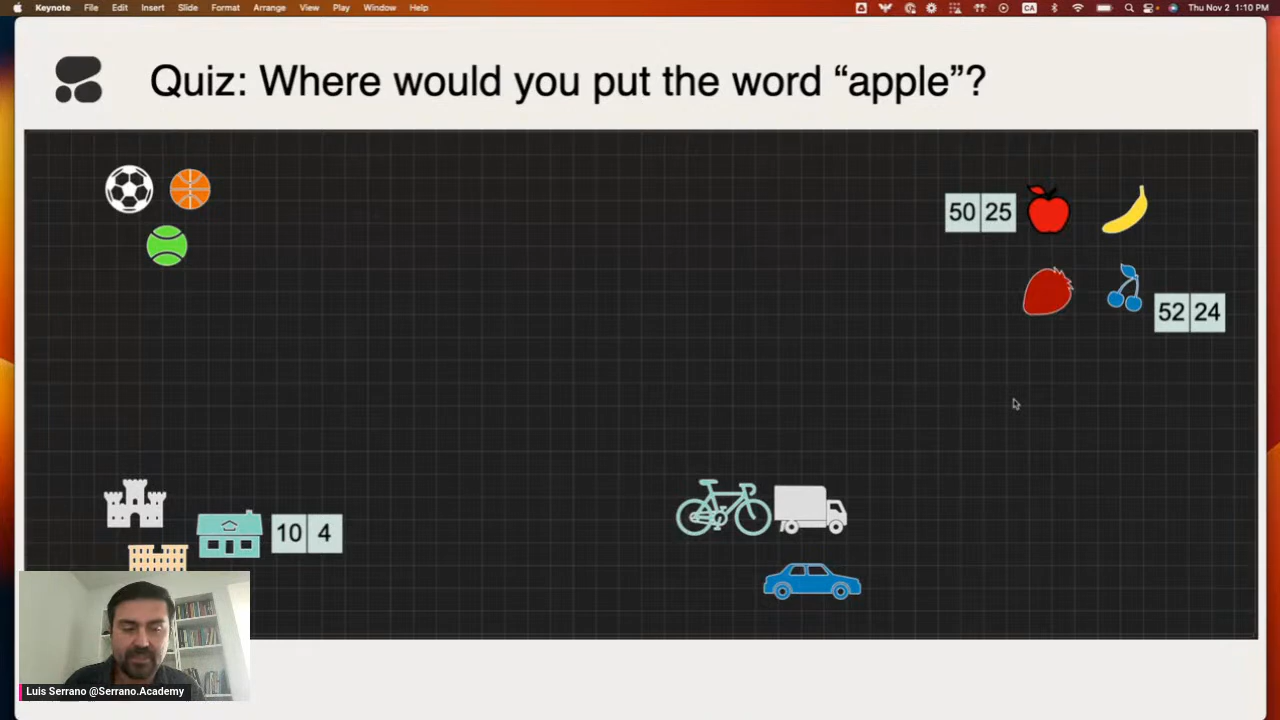 Keynote File Edit Insert Slide Format Arrange View Play Window Help CA Thu Nov 2 1:10 PM
Quiz: Where would you put the word “apple”?
50 25
52 24
10 4
Luis Serrano @Serrano.Academy